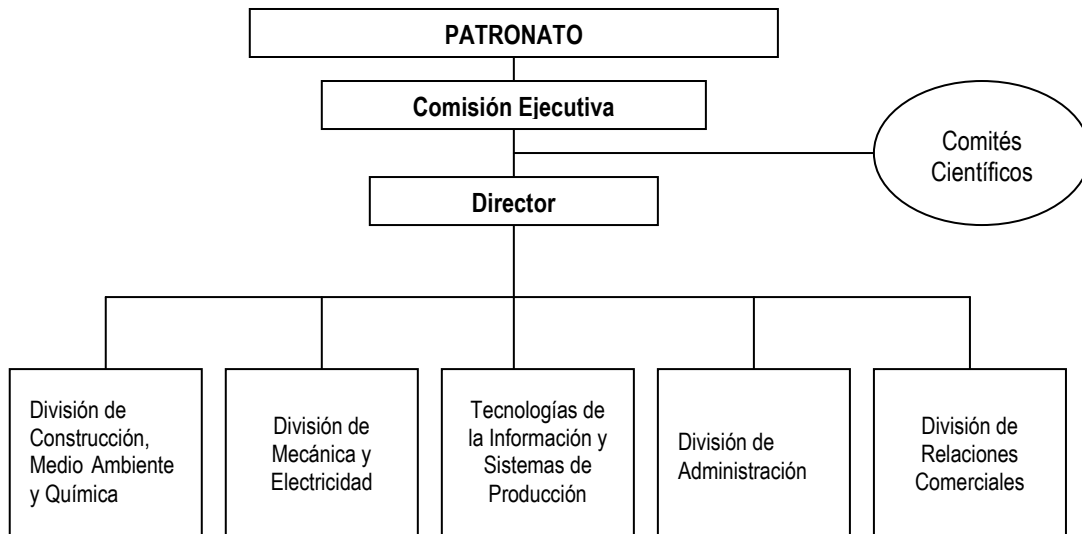 PATRONATO
Comisión Ejecutiva
Comités
Científicos
Director
División de
Construcción,
Medio Ambiente
y Química
División de
Mecánica y
Electricidad
Tecnologías de
la Información y
Sistemas de
Producción
División de
Administración
División de
Relaciones
Comerciales